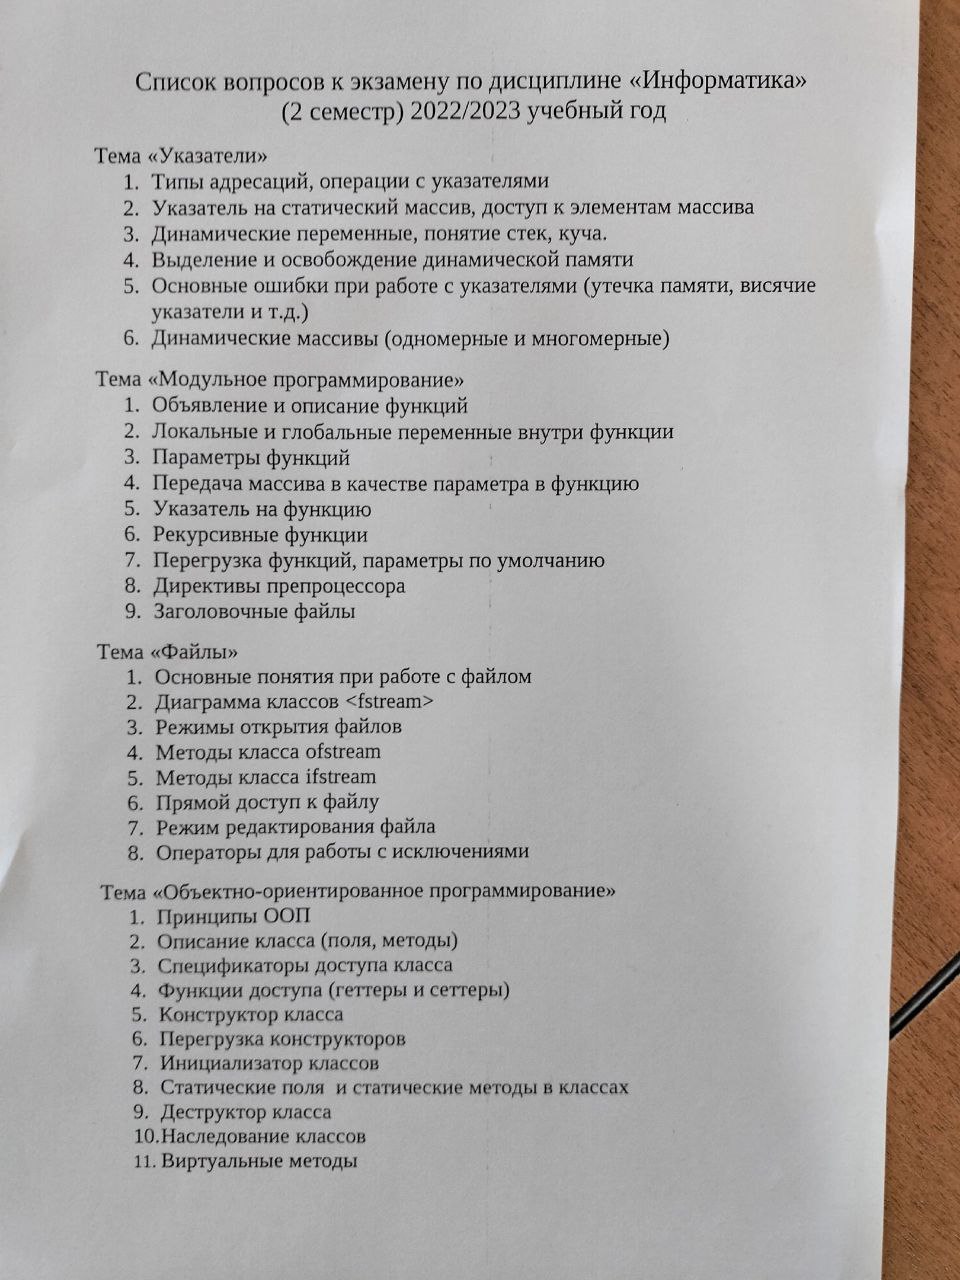 Список вопросов к экзамену по дисциплине «Информатика»
(2 семестр) 2022/2023 учебный год
Тема «Указатели»
1. Типы адресаций, операции с указателями
2. Указатель на статический массив, доступ к элементам массива
3. Динамические переменные, понятие стек, куча.
4. Выделение и освобождение динамической памяти
5. Основные ошибки при работе с указателями (утечка памяти, висячие
указатели и т.д.)
6. Динамические массивы (одномерные и многомерные)
Тема «Модульное программирование»
1. Объявление и описание функций
2. Локальные и глобальные переменные внутри функции
3. Параметры функций
4. Передача массива в качестве параметра в функцию
5. Указатель на функцию
6. Рекурсивные функции
7. Перегрузка функций, параметры по умолчанию
8. Директивы препроцессора
9. Заголовочные файлы
Тема «Файлы»
1. Основные понятия при работе с файлом
2. Диаграмма классов <fstream>
3. Режимы открытия файлов
4. Методы класса ofstream
5. Методы класса ifstream
6. Прямой доступ к файлу
7. Режим редактирования файла
8. Операторы для работы с исключениями
Тема «Объектно-ориентированное программирование»
1. Принципы ООП
2. Описание класса (поля, методы)
3. Спецификаторы доступа класса
4. Функции доступа (геттеры и сеттеры)
5. Конструктор класса
6. Перегрузка конструкторов
7. Инициализатор классов
8. Статические поля и статические методы в классах
9. Деструктор класса
10. Наследование классов
11. Виртуальные методы